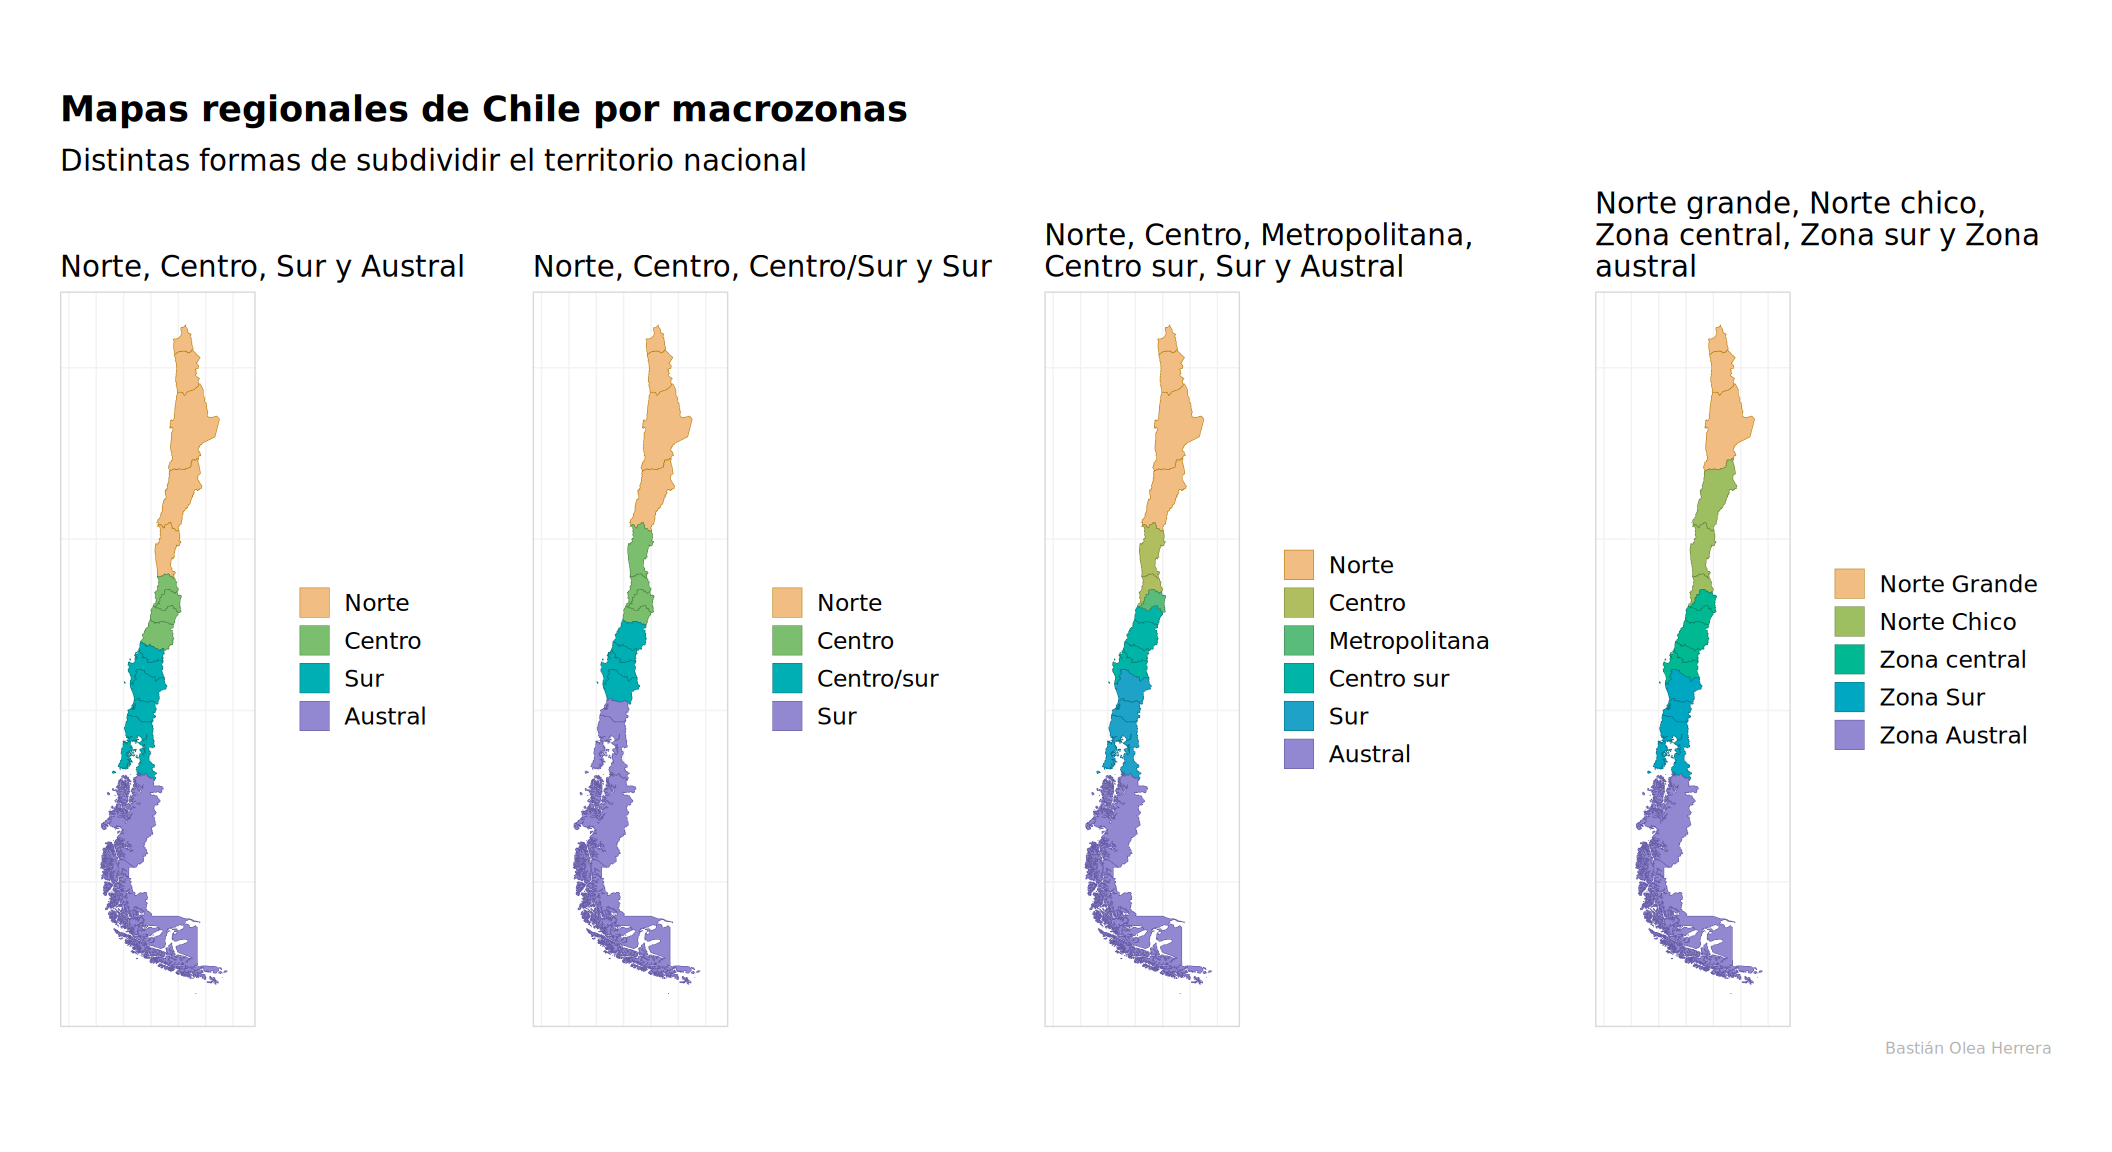 Mapas regionales de Chile por macrozonas
Distintas formas de subdividir el territorio nacional
Norte, Centro, Sur y Austral
Norte
Centro
Sur
Austral
Norte, Centro, Centro/Sur y Sur
Norte
Centro
Centro/sur
Sur
Norte, Centro, Metropolitana,
Centro sur, Sur y Austral
Norte
Centro
Metropolitana
Centro sur
Sur
Austral
Norte grande, Norte chico,
Zona central, Zona sur y Zona
austral
Norte Grande
Norte Chico
Zona central
Zona Sur
Zona Austral
Bastián Olea Herrera